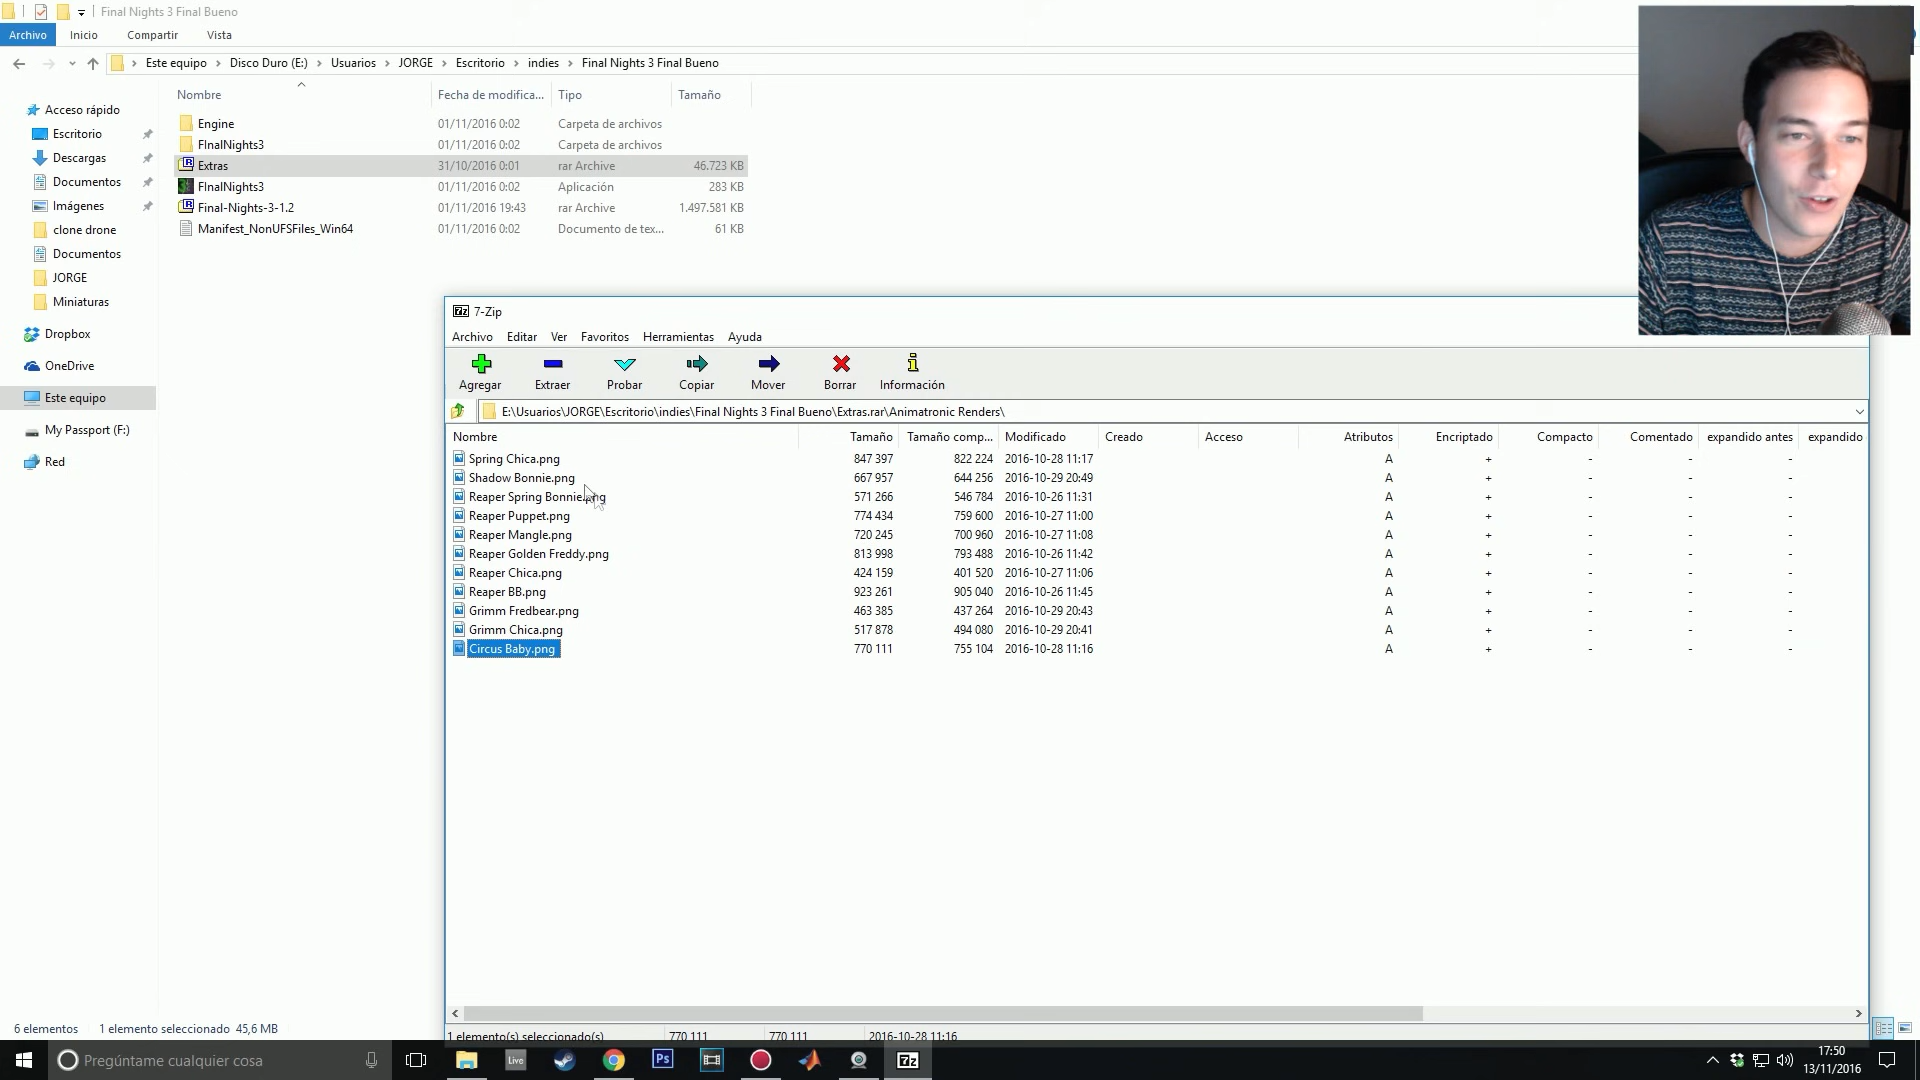 Final Nights 3 Final Bueno
Archivo Inicio Compartir Vista
Este equipo Disco Duro (E:) Usuarios JORGE Escritorio indies Final Nights 3 Final Bueno
Nombre Fecha de modifica... Tipo Tamaño
Engine 01/11/2016 0:02 Carpeta de archivos
FInalNights3 01/11/2016 0:02 Carpeta de archivos
Extras 31/10/2016 0:01 rar Archive 46.723 KB
FInalNights3 01/11/2016 0:02 Aplicación 283 KB
Final-Nights-3-1.2 01/11/2016 19:43 rar Archive 1.497.581 KB
Manifest_NonUFSFiles_Win64 01/11/2016 0:02 Documento de tex... 61 KB
Acceso rápido
Escritorio
Descargas
Documentos
Imágenes
clone drone
Documentos
JORGE
Miniaturas
Dropbox
OneDrive
Este equipo
My Passport (F:)
Red
7z 7-Zip
Archivo Editar Ver Favoritos Herramientas Ayuda
Agregar Extraer Probar Copiar Mover Borrar Información
E:\Usuarios\JORGE\Escritorio\indies\Final Nights 3 Final Bueno\Extras.rar\Animatronic Renders\
Nombre Tamaño Tamaño comp... Modificado Creado Acceso Atributos Encriptado Compacto Comentado expandido antes expandido
Spring Chica.png 847 397 822 224 2016-10-28 11:17 A + - - -
Shadow Bonnie.png 667 957 644 256 2016-10-29 20:49 A + - - -
Reaper Spring Bonnie.png 571 266 546 784 2016-10-26 11:31 A + - - -
Reaper Puppet.png 774 434 759 600 2016-10-27 11:00 A + - - -
Reaper Mangle.png 720 245 700 960 2016-10-27 11:08 A + - - -
Reaper Golden Freddy.png 813 998 793 488 2016-10-26 11:42 A + - - -
Reaper Chica.png 424 159 401 520 2016-10-27 11:06 A + - - -
Reaper BB.png 923 261 905 040 2016-10-26 11:45 A + - - -
Grimm Fredbear.png 463 385 437 264 2016-10-29 20:43 A + - - -
Grimm Chica.png 517 878 494 080 2016-10-29 20:41 A + - - -
Circus Baby.png 770 111 755 104 2016-10-28 11:16 A + - - -
6 elementos 1 elemento seleccionado 45,6 MB
1 elemento(s) seleccionado(s) 770 111 770 111 2016-10-28 11:16
Pregúntame cualquier cosa
Live
Ps
7z
17:50
13/11/2016